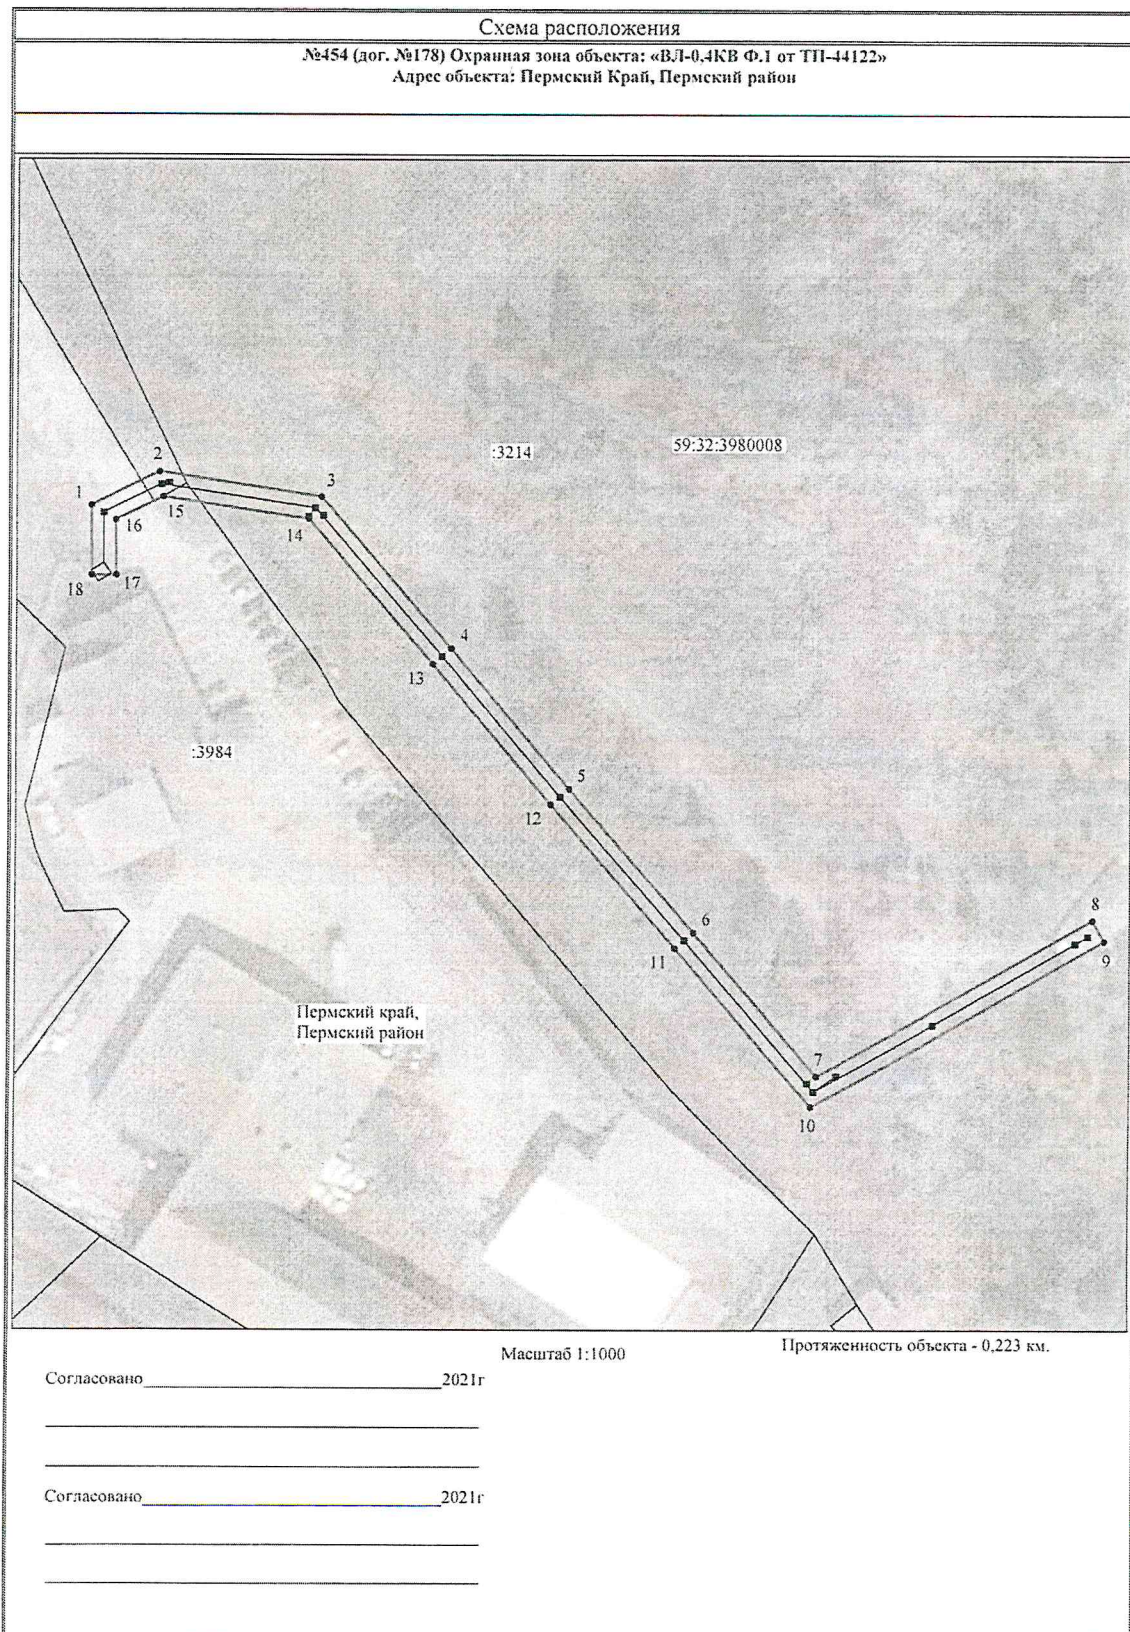 Схема расположения
№454 (дог. №178) Охранная зона объекта: «ВЛ-0,4КВ Ф.1 от ТП-44122»
Адрес объекта: Пермский Край, Пермский район
:3214
59:32:3980008
2
3
1
16
15
14
18
17
4
13
:3984
5
12
6
8
11
9
Пермский край,
Пермский район
7
10
Масштаб 1:1000
Протяженность объекта - 0,223 км.
Согласовано 2021г
Согласовано 2021г